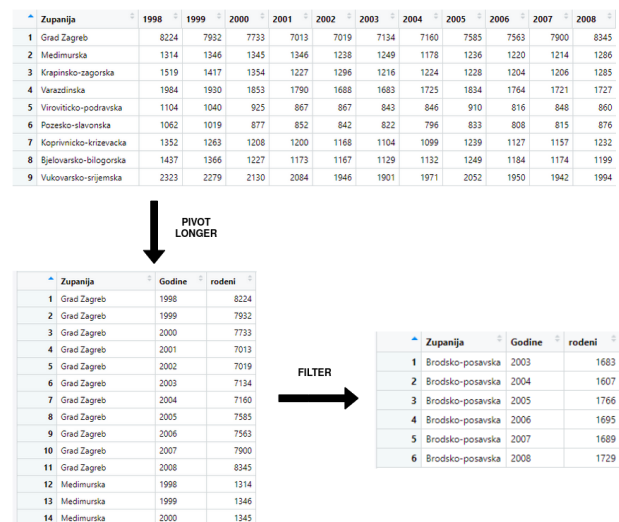 Zupanija 1998 1999 2000 2001 2002 2003 2004 2005 2006 2007 2008
1 Grad Zagreb 8224 7932 7733 7013 7019 7134 7160 7585 7563 7900 8345
2 Medimurska 1314 1346 1345 1346 1238 1249 1178 1236 1220 1214 1286
3 Krapinsko-zagorska 1519 1417 1354 1227 1296 1216 1224 1228 1204 1206 1285
4 Varazdinska 1984 1930 1853 1790 1688 1683 1725 1834 1764 1721 1727
5 Viroviticko-podravska 1104 1040 925 867 867 843 846 910 816 848 860
6 Pozesko-slavonska 1062 1019 877 852 842 822 796 833 808 815 876
7 Koprivnicko-krizevacka 1352 1263 1208 1200 1168 1104 1099 1239 1127 1157 1232
8 Bjelovarsko-bilogorska 1437 1366 1227 1173 1167 1129 1132 1249 1184 1174 1199
9 Vukovarsko-srijemska 2323 2279 2130 2084 1946 1901 1971 2052 1950 1942 1994
PIVOT
LONGER
Zupanija Godine rodeni
1 Grad Zagreb 1998 8224
2 Grad Zagreb 1999 7932
3 Grad Zagreb 2000 7733
4 Grad Zagreb 2001 7013
5 Grad Zagreb 2002 7019
6 Grad Zagreb 2003 7134
7 Grad Zagreb 2004 7160
8 Grad Zagreb 2005 7585
9 Grad Zagreb 2006 7563
10 Grad Zagreb 2007 7900
11 Grad Zagreb 2008 8345
12 Medimurska 1998 1314
13 Medimurska 1999 1346
14 Medimurska 2000 1345
FILTER
Zupanija Godine rodeni
1 Brodsko-posavska 2003 1683
2 Brodsko-posavska 2004 1607
3 Brodsko-posavska 2005 1766
4 Brodsko-posavska 2006 1695
5 Brodsko-posavska 2007 1689
6 Brodsko-posavska 2008 1729